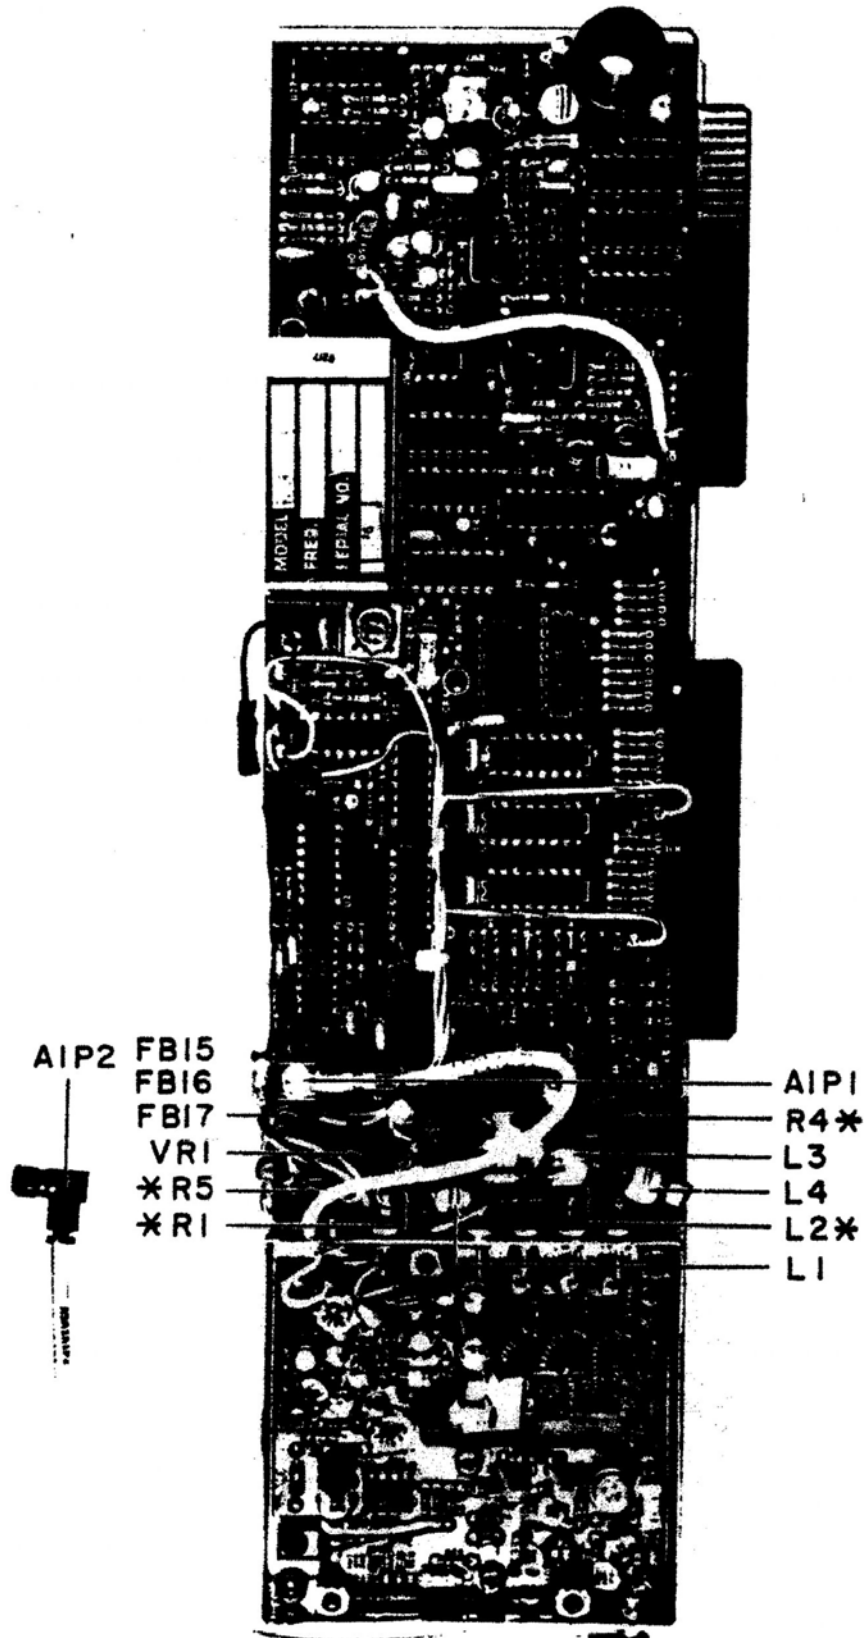 MODEL
FREQ.
SERIAL NO.
A1P2
FB15
FB16
FB17
VR1
*R5
*R1
A1P1
R4*
L3
L4
L2*
L1